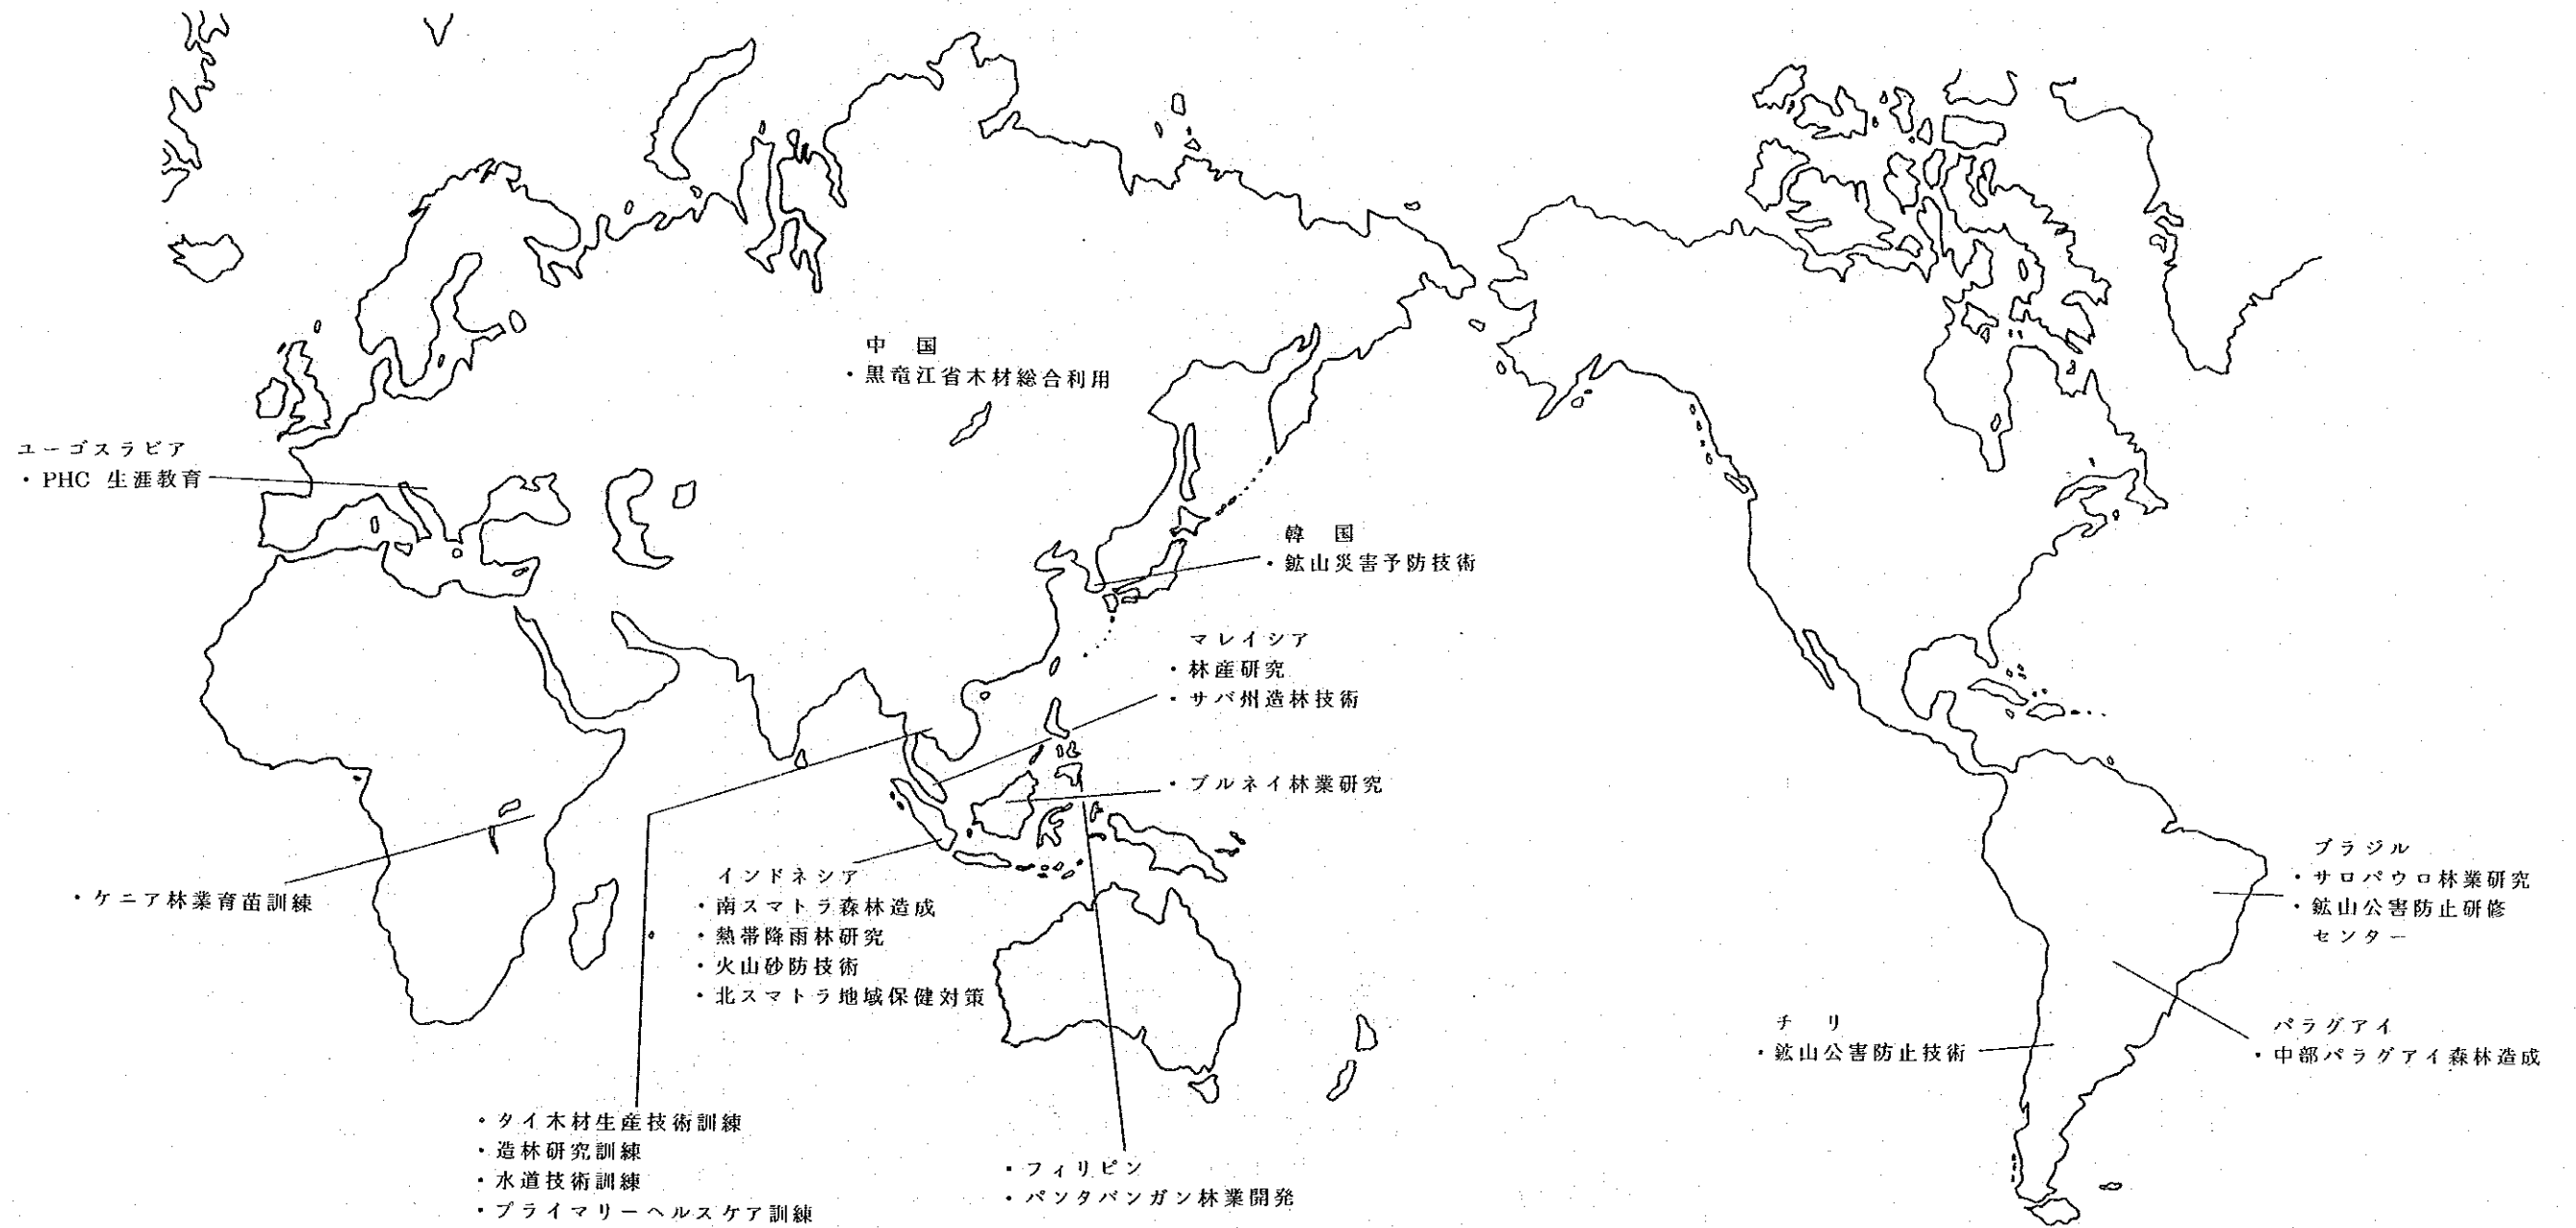 中 国
・黒竜江省木材総合利用
ユーゴスラビア
・PHC 生涯教育
韓 国
・鉱山災害予防技術
マレイシア
・林産研究
・サバ州造林技術
・ブルネイ林業研究
・ケニア林業育苗訓練
インドネシア
・南スマトラ森林造成
・熱帯降雨林研究
・火山砂防技術
・北スマトラ地域保健対策
ブラジル
・サロパウロ林業研究
・鉱山公害防止研修
センター
チ リ
・鉱山公害防止技術
パラグアイ
・中部パラグアイ森林造成
・タイ木材生産技術訓練
・造林研究訓練
・水道技術訓練
・プライマリーヘルスケア訓練
・フィリピン
・パンタバンガン林業開発